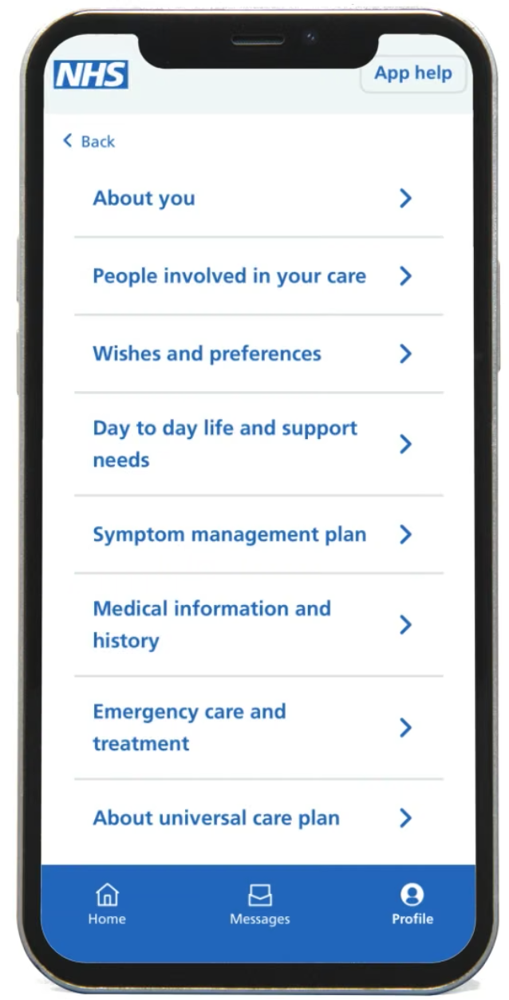 NHS
App help
Back
About you
People involved in your care
Wishes and preferences
Day to day life and support
needs
Symptom management plan
Medical information and
history
Emergency care and
treatment
About universal care plan
Home
Messages
Profile